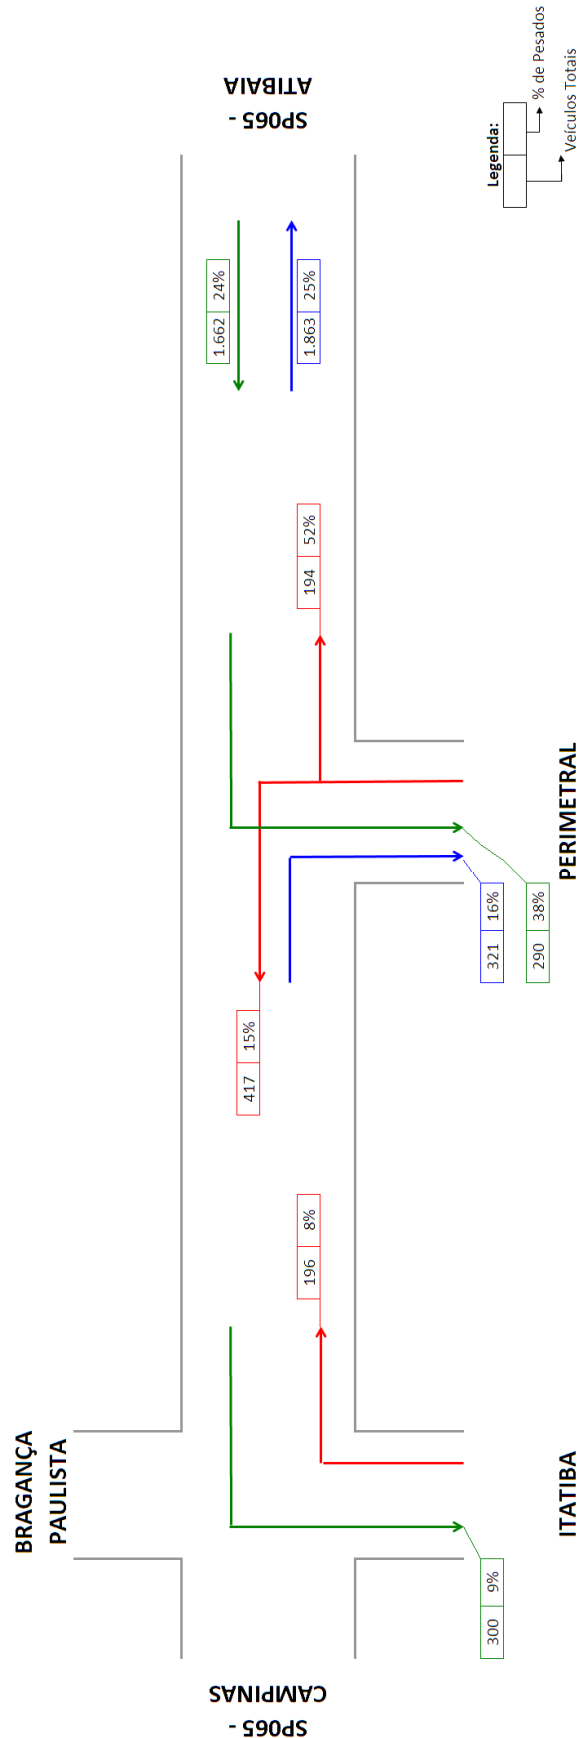 SP065 -
ATIBAIA
Legenda:
% de Pesados
Veículos Totais
1.662 24%
1.863 25%
194 52%
417 15%
321 16%
290 38%
PERIMETRAL
196 8%
BRAGANÇA
PAULISTA
300 9%
ITATIBA
SP065 -
CAMPINAS